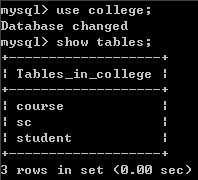 mysql> use college;
Database changed
mysql> show tables;
+-------------------+
| Tables_in_college |
+-------------------+
| course            |
| sc                |
| student           |
+-------------------+
3 rows in set (0.00 sec)